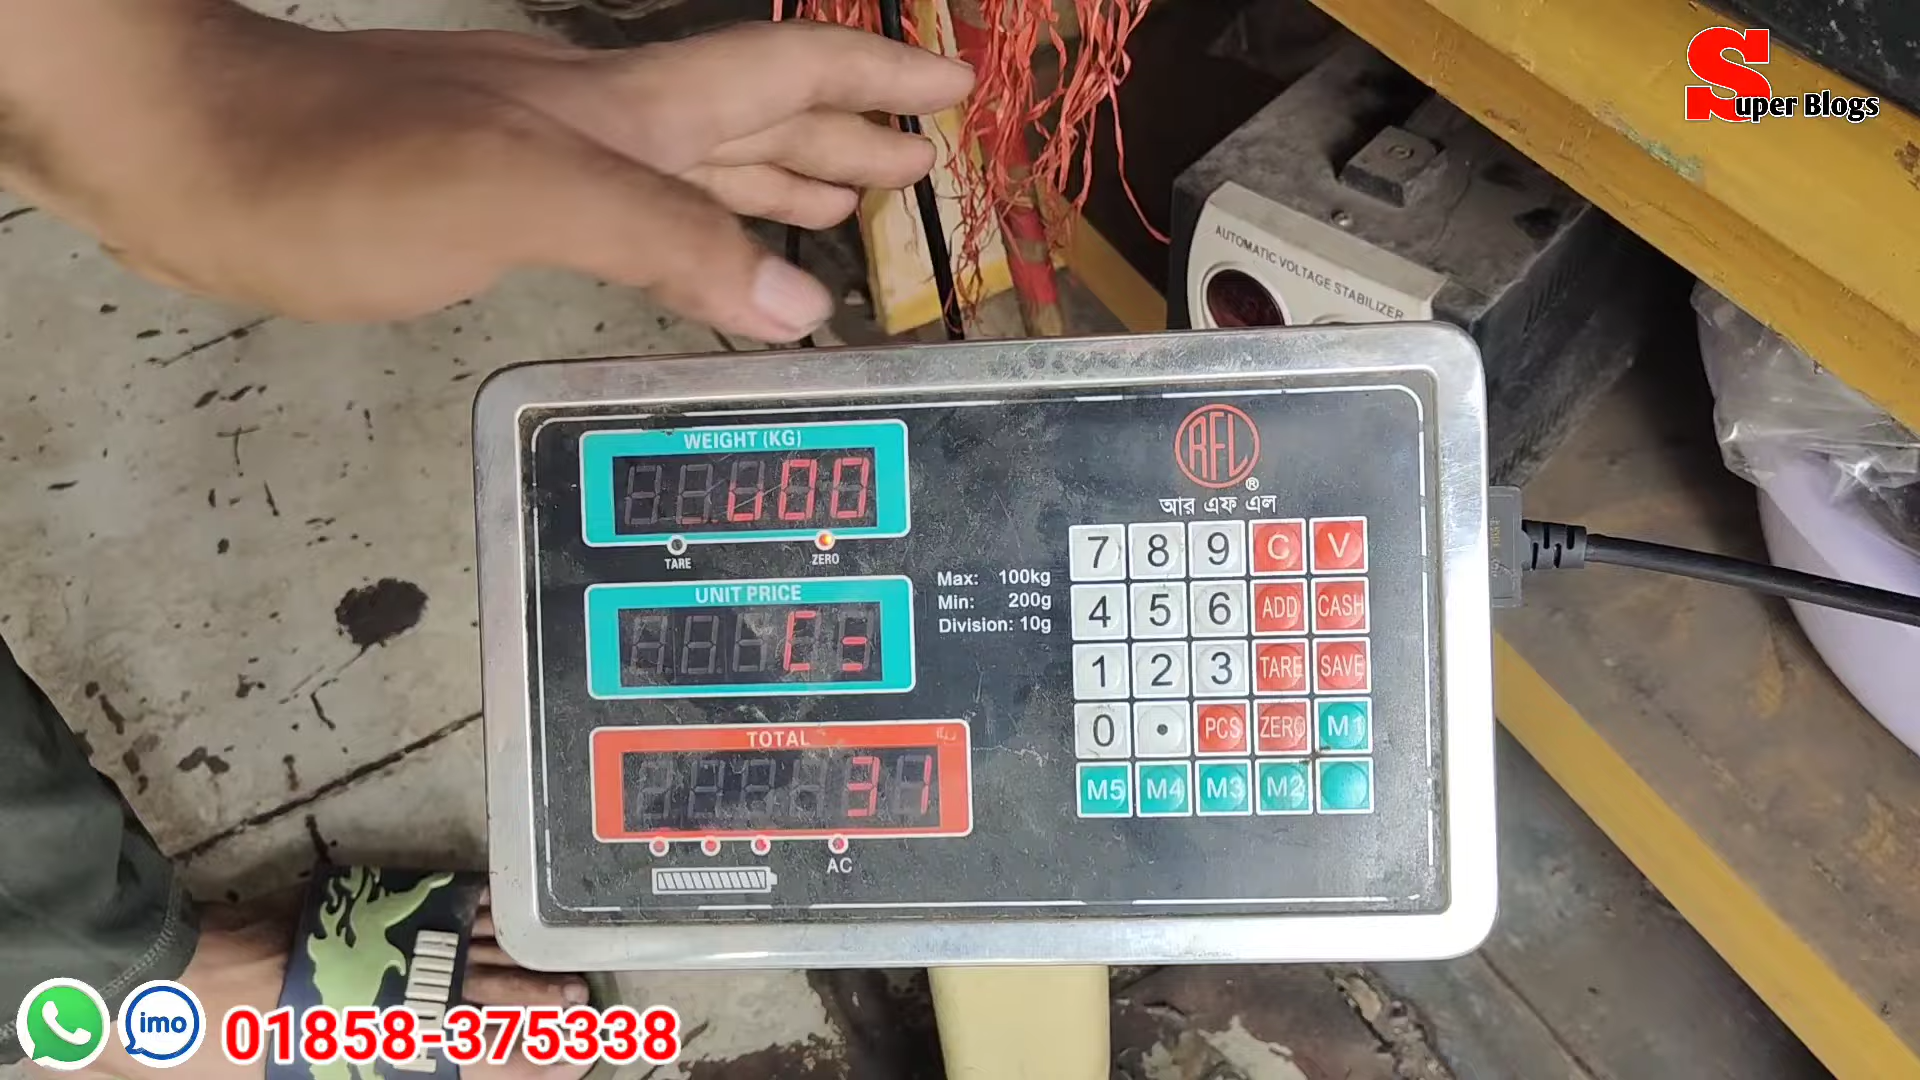 Super Blogs
AUTOMATIC VOLTAGE STABILIZER
WEIGHT (KG)
TARE ZERO
UNIT PRICE
TOTAL
31
AC
RFL ®
আর এফ এল
Max: 100kg
Min: 200g
Division: 10g
7 8 9 C V
4 5 6 ADD CASH
1 2 3 TARE SAVE
0 . PCS ZERO M1
M5 M4 M3 M2
imo 01858-375338